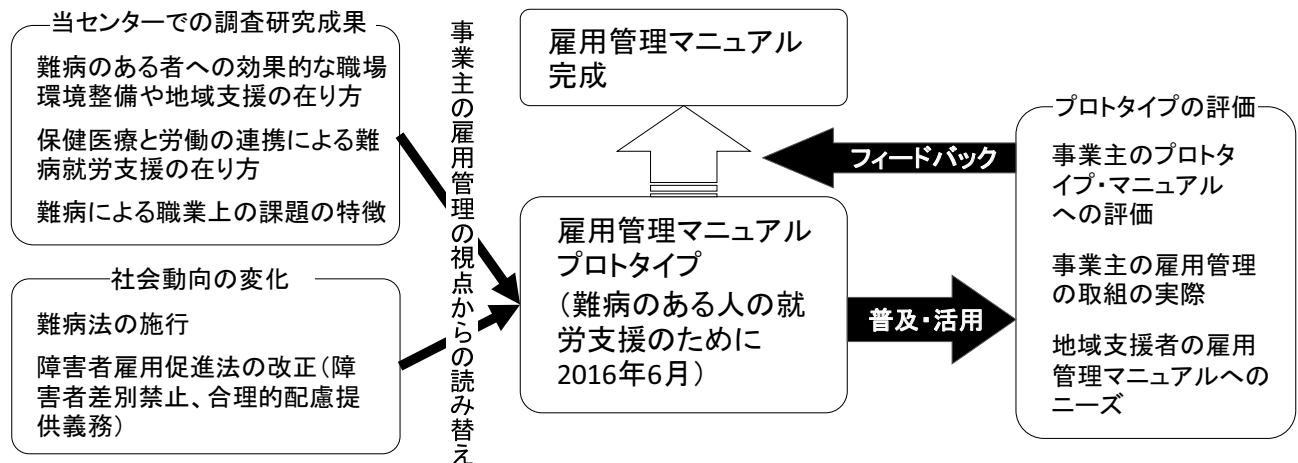 当センターでの調査研究成果
難病のある者への効果的な職場
環境整備や地域支援の在り方
保健医療と労働の連携による難
病就労支援の在り方
難病による職業上の課題の特徴
社会動向の変化
難病法の施行
障害者雇用促進法の改正（障
害者差別禁止、合理的配慮提
供義務）
事業主の雇用管理の視点からの読み替え
雇用管理マニュアル
完成
雇用管理マニュアル
プロトタイプ
（難病のある人の就
労支援のために
2016年6月）
フィードバック
普及・活用
プロトタイプの評価
事業主のプロトタ
イプ・マニュアル
への評価
事業主の雇用管理
の取組の実際
地域支援者の雇用
管理マニュアルへの
ニーズ